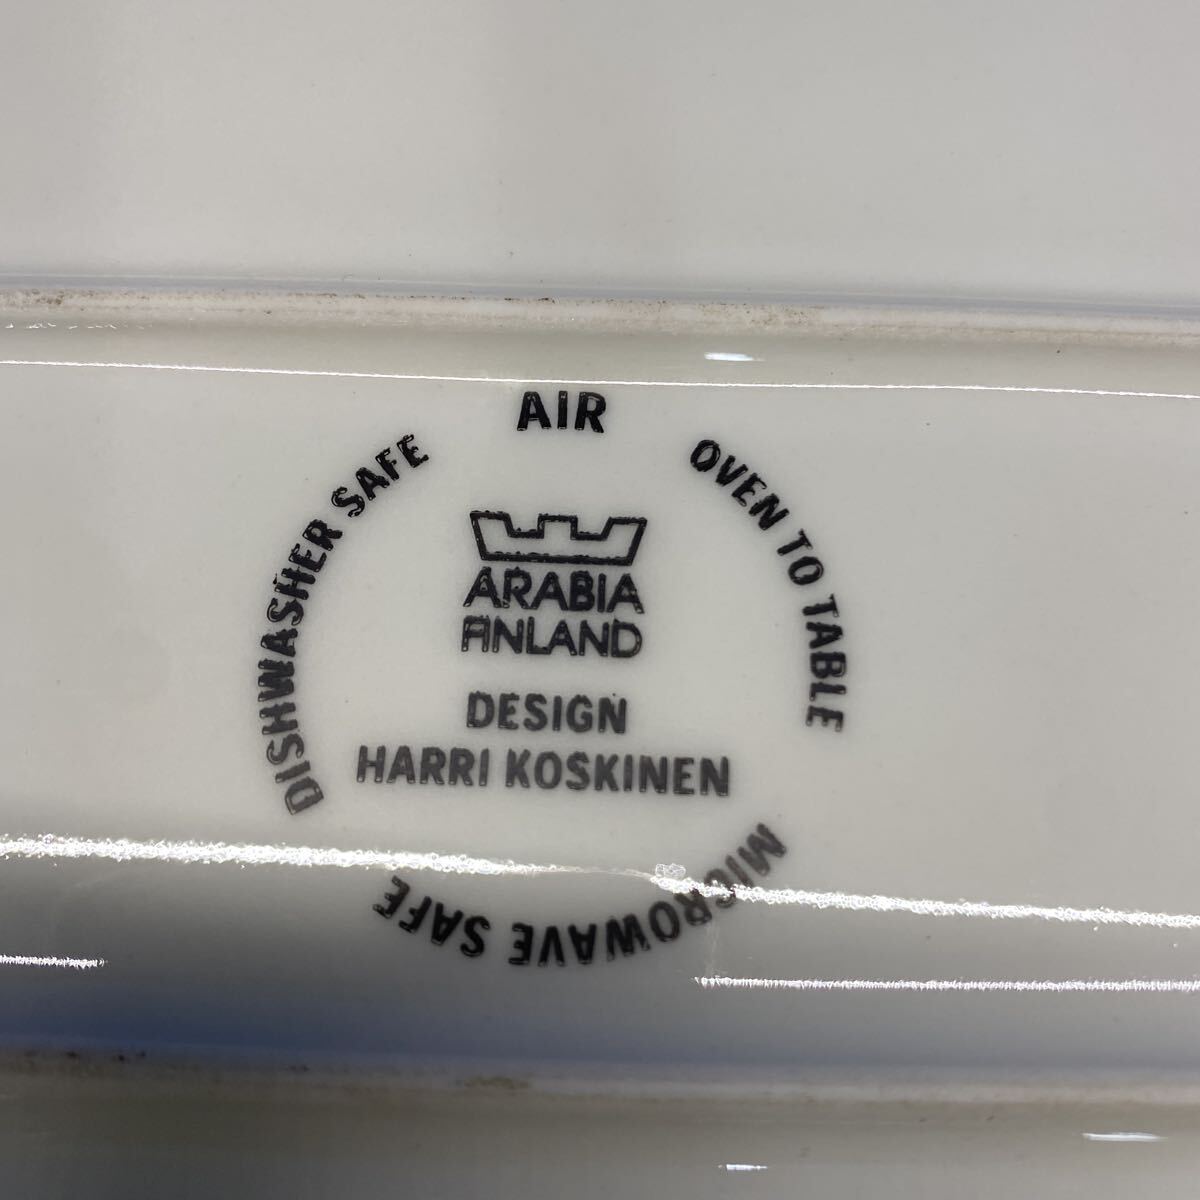 AIR
DISHWASHER SAFE
OVEN TO TABLE
ARABIA
FINLAND
DESIGN
HARRI KOSKINEN
MICROWAVE SAFE